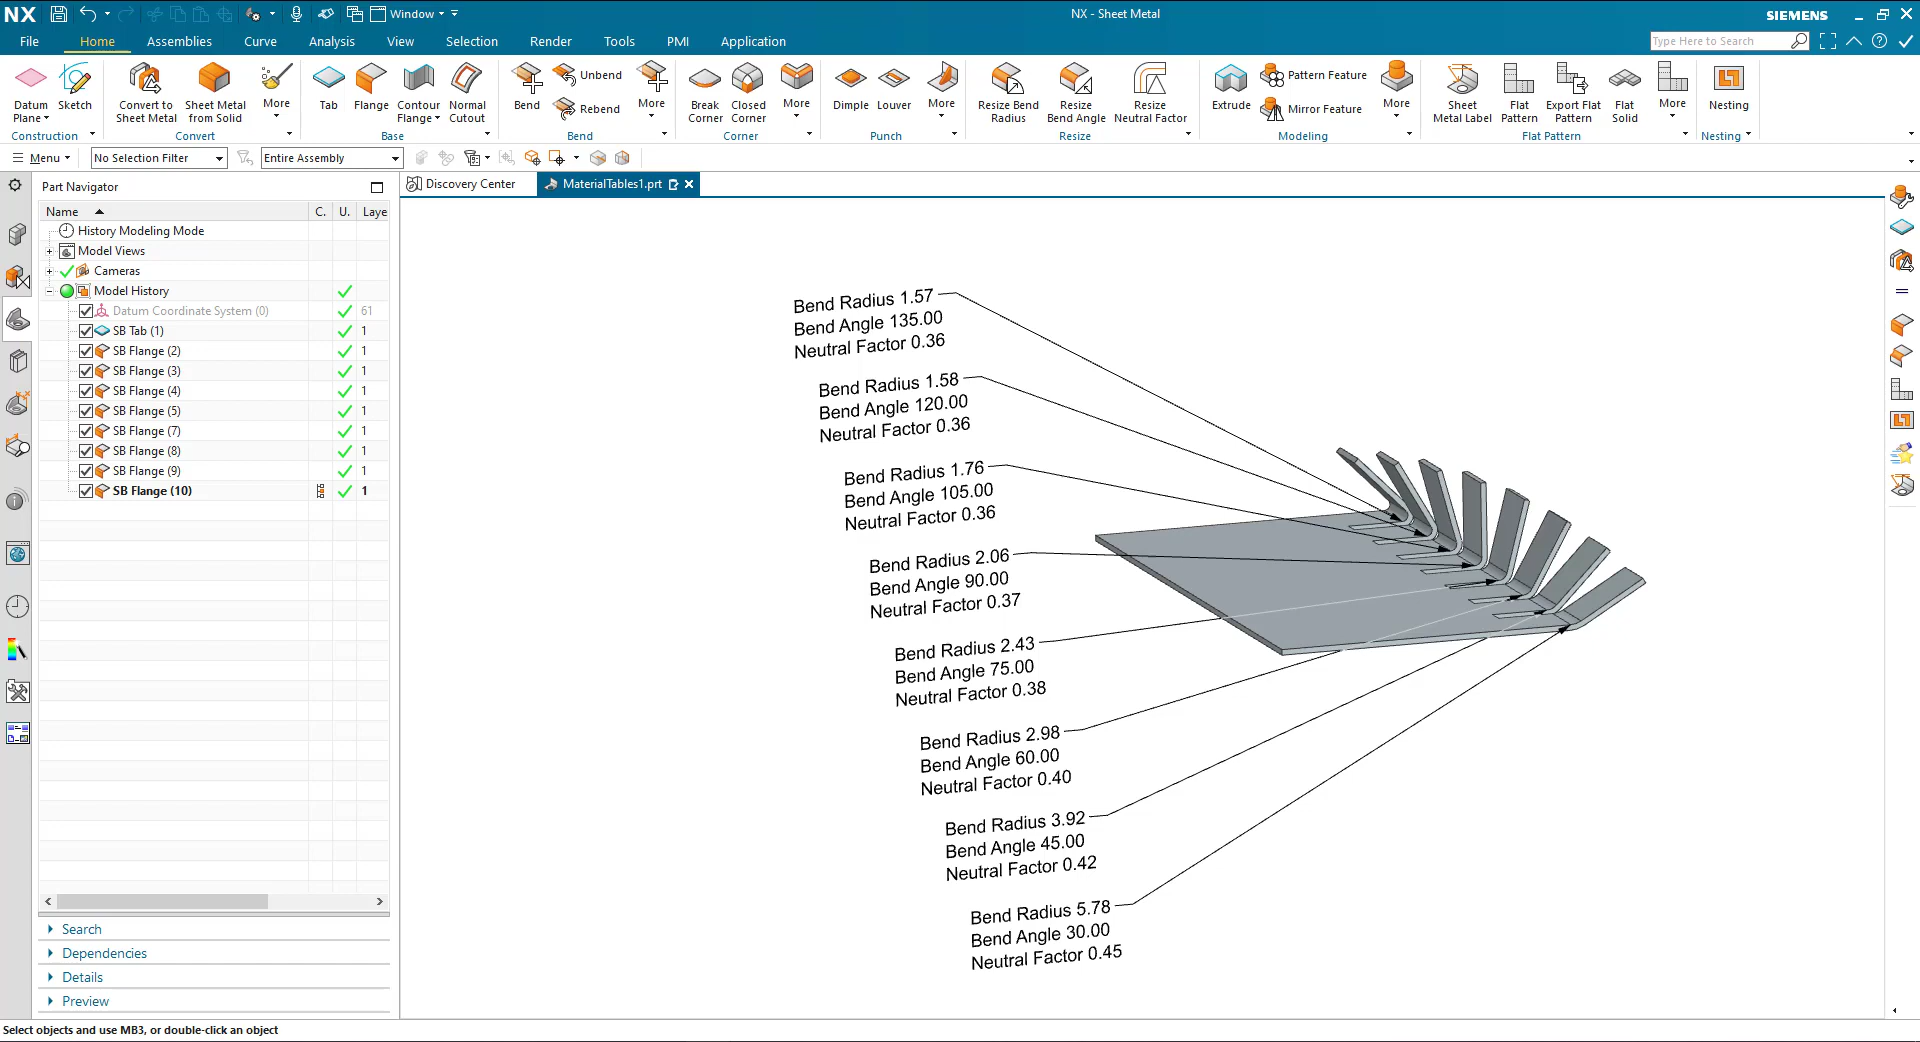 NX
Window
NX - Sheet Metal
SIEMENS
File
Home
Assemblies
Curve
Analysis
View
Selection
Render
Tools
PMI
Application
Type Here to Search
Datum Plane
Sketch
Construction
Convert to Sheet Metal
Sheet Metal from Solid
More
Convert
Tab
Flange
Contour Flange
Normal Cutout
Base
Bend
Unbend
Rebend
More
Bend
Break Corner
Closed Corner
More
Corner
Dimple
Louver
More
Punch
Resize Bend Radius
Resize Bend Angle
Resize Neutral Factor
Resize
Extrude
Pattern Feature
Mirror Feature
More
Modeling
Sheet Metal Label
Flat Pattern
Export Flat Pattern
Flat Solid
More
Flat Pattern
Nesting
Nesting
Menu
No Selection Filter
Entire Assembly
Part Navigator
Discovery Center
MaterialTables1.prt
Name
C.
U.
Laye
History Modeling Mode
Model Views
Cameras
Model History
Datum Coordinate System (0)
61
SB Tab (1)
1
SB Flange (2)
1
SB Flange (3)
1
SB Flange (4)
1
SB Flange (5)
1
SB Flange (7)
1
SB Flange (8)
1
SB Flange (9)
1
SB Flange (10)
1
Search
Dependencies
Details
Preview
Bend Radius 1.57
Bend Angle 135.00
Neutral Factor 0.36
Bend Radius 1.58
Bend Angle 120.00
Neutral Factor 0.36
Bend Radius 1.76
Bend Angle 105.00
Neutral Factor 0.36
Bend Radius 2.06
Bend Angle 90.00
Neutral Factor 0.37
Bend Radius 2.43
Bend Angle 75.00
Neutral Factor 0.38
Bend Radius 2.98
Bend Angle 60.00
Neutral Factor 0.40
Bend Radius 3.92
Bend Angle 45.00
Neutral Factor 0.42
Bend Radius 5.78
Bend Angle 30.00
Neutral Factor 0.45
Select objects and use MB3, or double-click an object